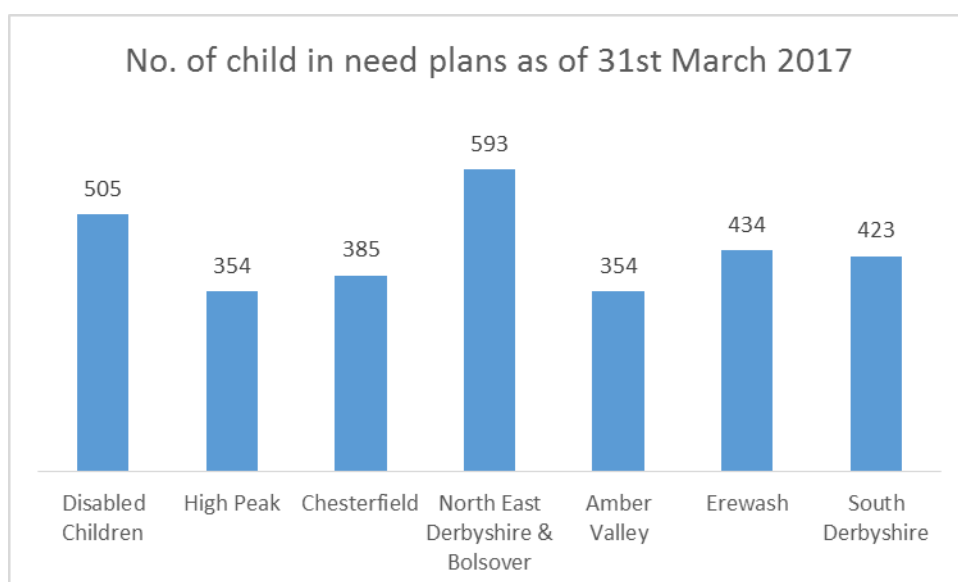 No. of child in need plans as of 31st March 2017
593
505
434
423
385
354
354
Disabled
Children
High Peak
Chesterfield
North East
Derbyshire &
Bolsover
Amber
Valley
Erewash
South
Derbyshire